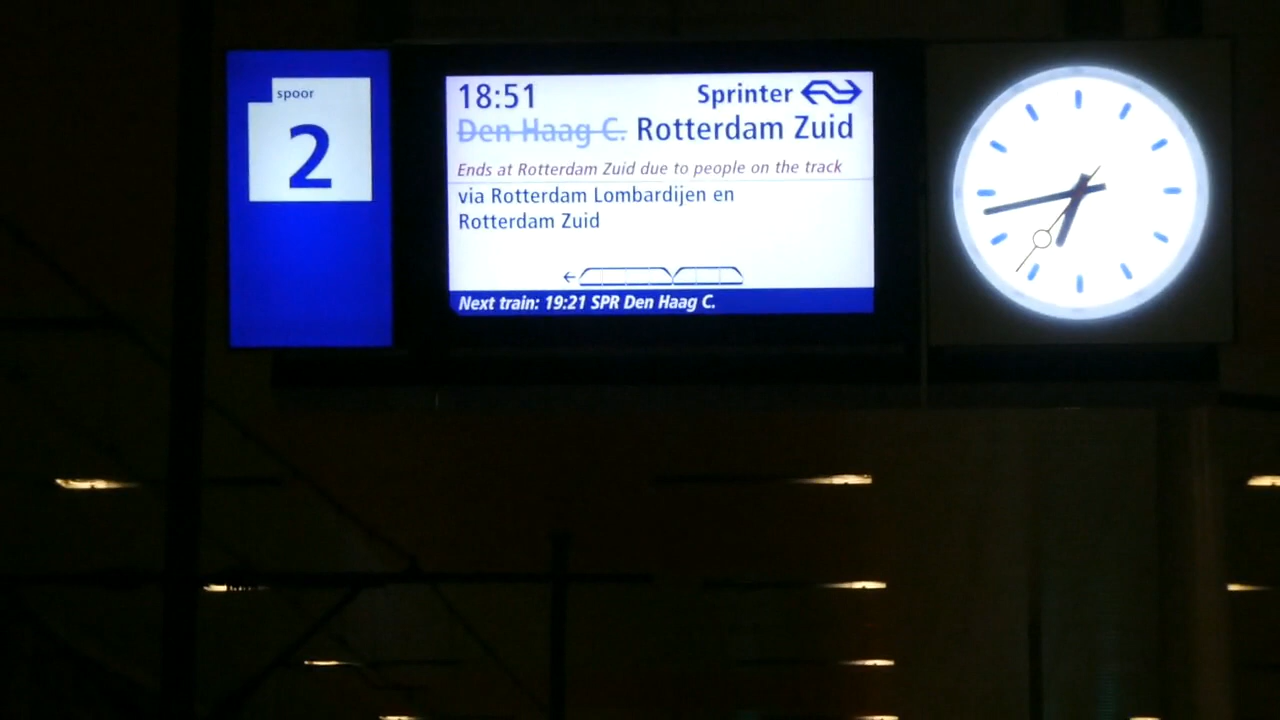 spoor
2
18:51 Sprinter
Den Haag C. Rotterdam Zuid
Ends at Rotterdam Zuid due to people on the track
via Rotterdam Lombardijen en
Rotterdam Zuid
Next train: 19:21 SPR Den Haag C.